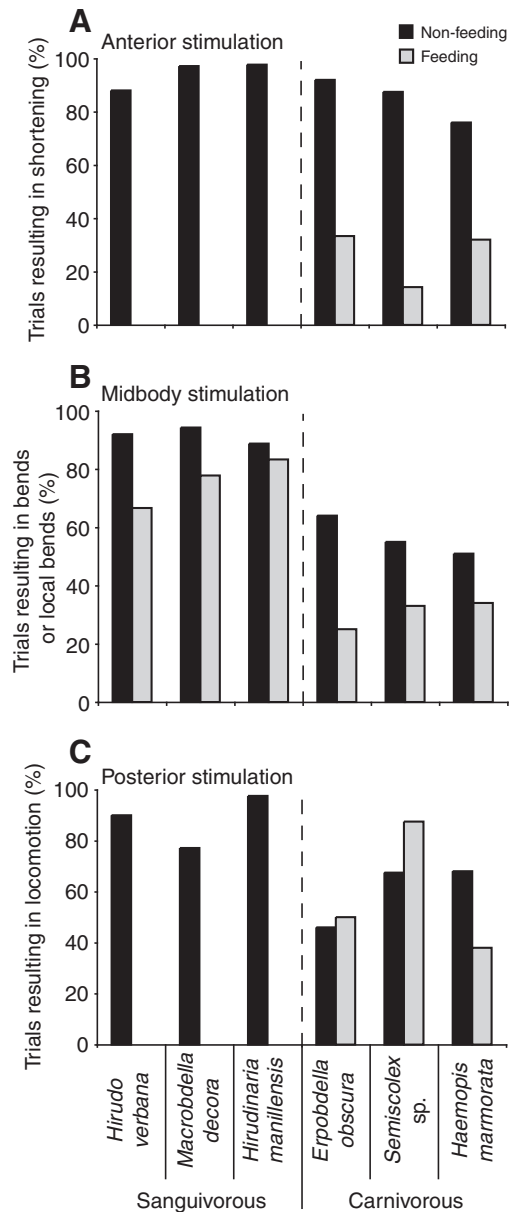 A
Anterior stimulation
Non-feeding
Feeding
Trials resulting in shortening (%)
100
80
60
40
20
0
B
Midbody stimulation
Trials resulting in bends
or local bends (%)
100
80
60
40
20
0
C
Posterior stimulation
Trials resulting in locomotion (%)
100
80
60
40
20
0
Hirudo
verbana
Macrobdella
decora
Hirudinaria
manillensis
Erpobdella
obscura
Semiscolex
sp.
Haemopis
marmorata
Sanguivorous
Carnivorous